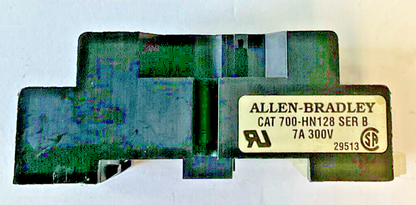 ALLEN-BRADLEY
CAT 700-HN128 SER B
7A 300V
29513